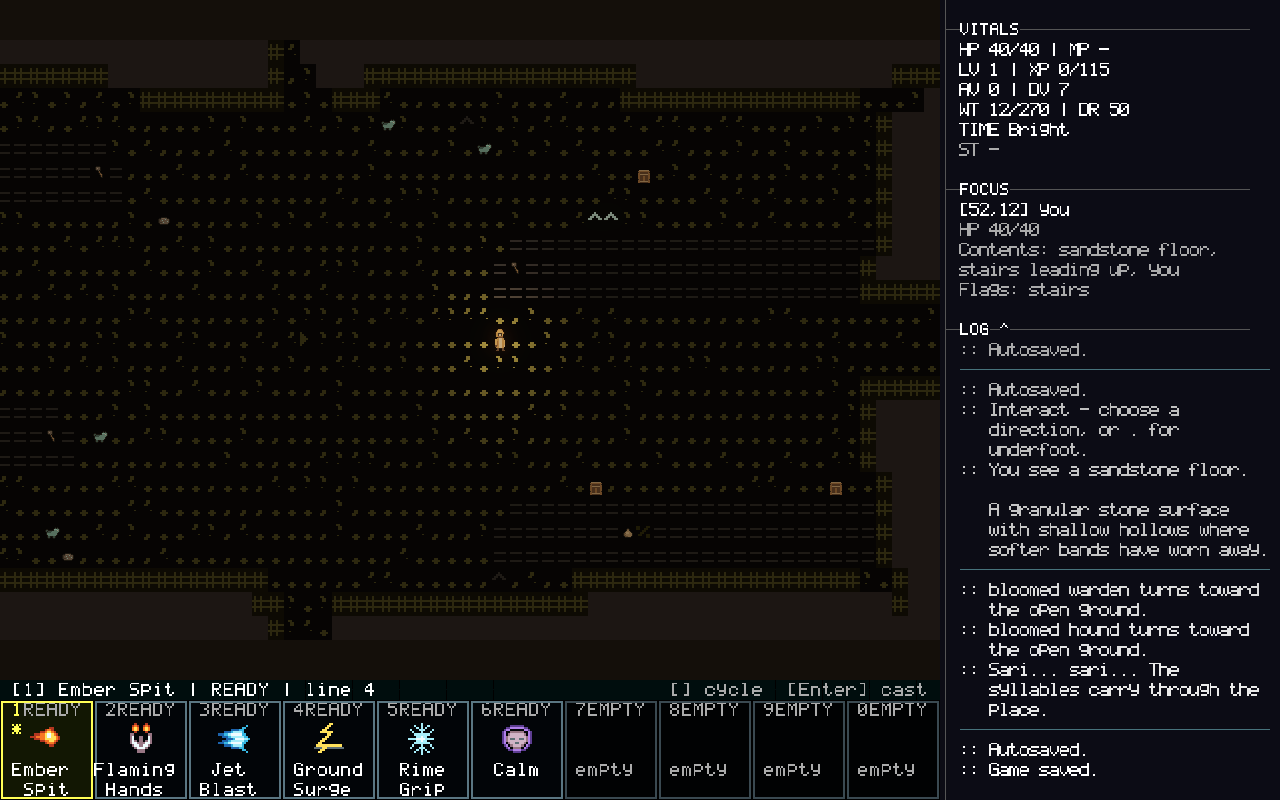 VITALS
HP 40/40 | MP -
LV 1 | XP 0/115
AV 0 | DV 7
WT 12/270 | DR 50
TIME Bright
ST -
FOCUS
[52,12] You
HP 40/40
Contents: sandstone floor,
stairs leading up, You
Flags: stairs
LOG ^
:: Autosaved.
:: Autosaved.
:: Interact - choose a
direction, or . for
underfoot.
:: You see a sandstone floor.
A granular stone surface
with shallow hollows where
softer bands have worn away.
:: bloomed warden turns toward
the open ground.
:: bloomed hound turns toward
the open ground.
:: Sari... sari... The
syllables carry through the
Place.
:: Autosaved.
:: Game saved.
[1] Ember Spit | READY | line 4
[] cycle [Enter] cast
1READY 2READY 3READY 4READY 5READY 6READY 7EMPTY 8EMPTY 9EMPTY 0EMPTY
*
Ember Flaming Jet Ground Rime Calm empty empty empty empty
Spit Hands Blast Surge Grip